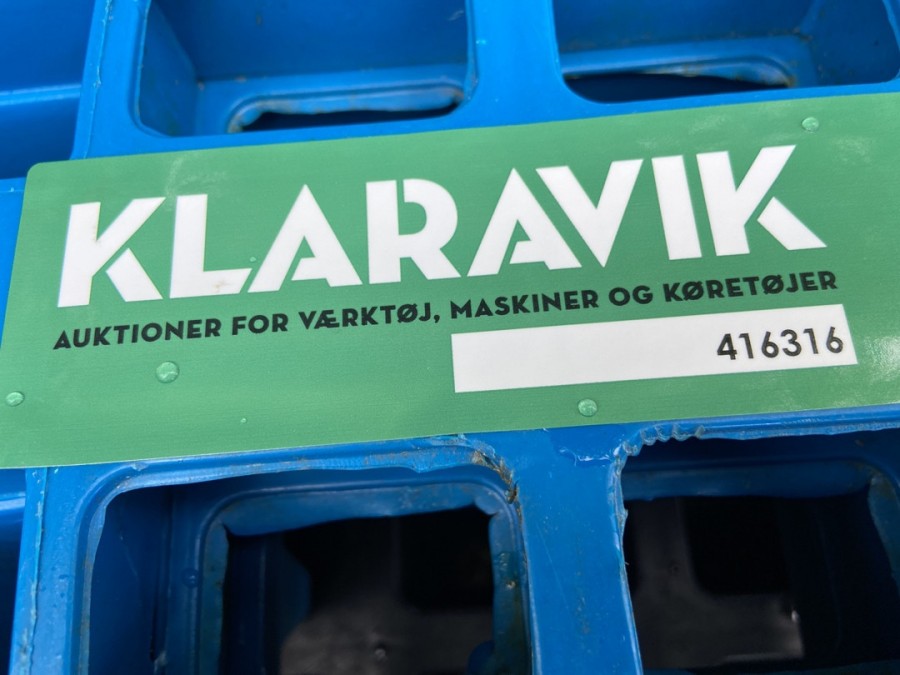 KLARAVIK
AUKTIONER FOR VÆRKTØJ, MASKINER OG KØRETØJER
416316